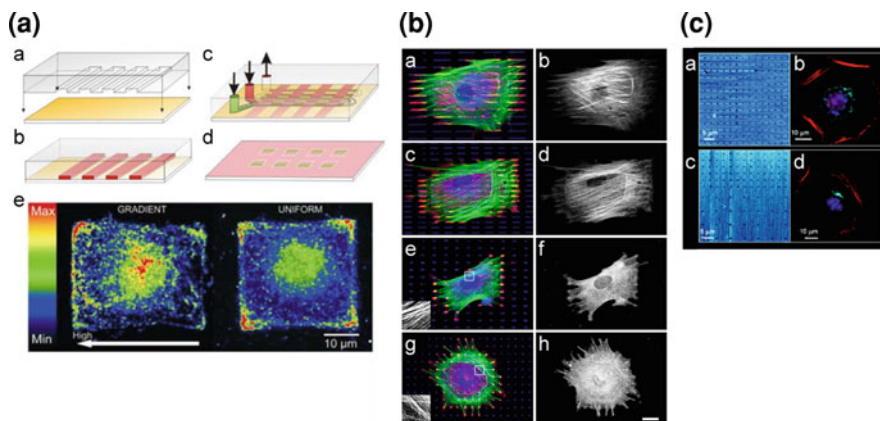 (a)
a
c
b
d
e
Max
GRADIENT
UNIFORM
Min
High
10 µm
(b)
a
b
c
d
e
f
g
h
(c)
a
b
5 µm
10 µm
c
d
5 µm
10 µm